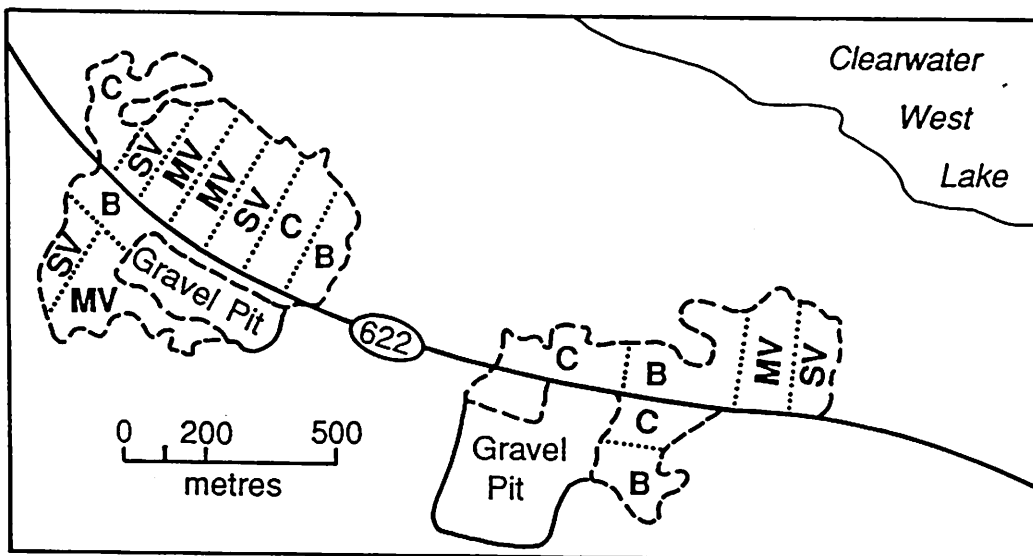 Clearwater
West
Lake
C
SV
MV
MV
SV
C
B
B
SV
MV
Gravel Pit
622
C
B
MV
SV
C
B
Gravel
Pit
0 200 500
metres